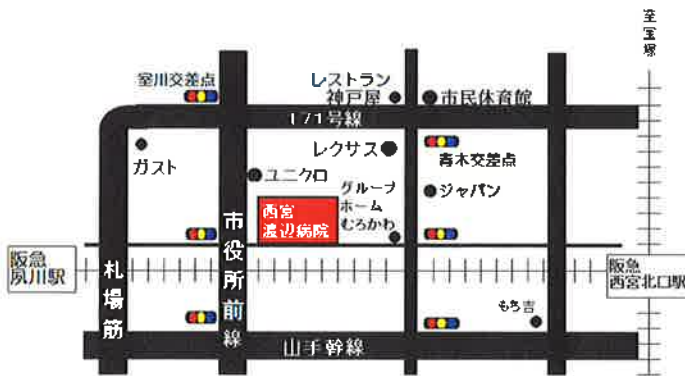 至宝塚
室川交差点
レストラン
神戸屋
市民体育館
171号線
ガスト
レクサス
青木交差点
ユニクロ
グループ
ホーム
むろかわ
ジャパン
西宮
渡辺病院
市役所前線
札場筋
阪急
夙川駅
阪急
西宮北口駅
もち吉
山手幹線